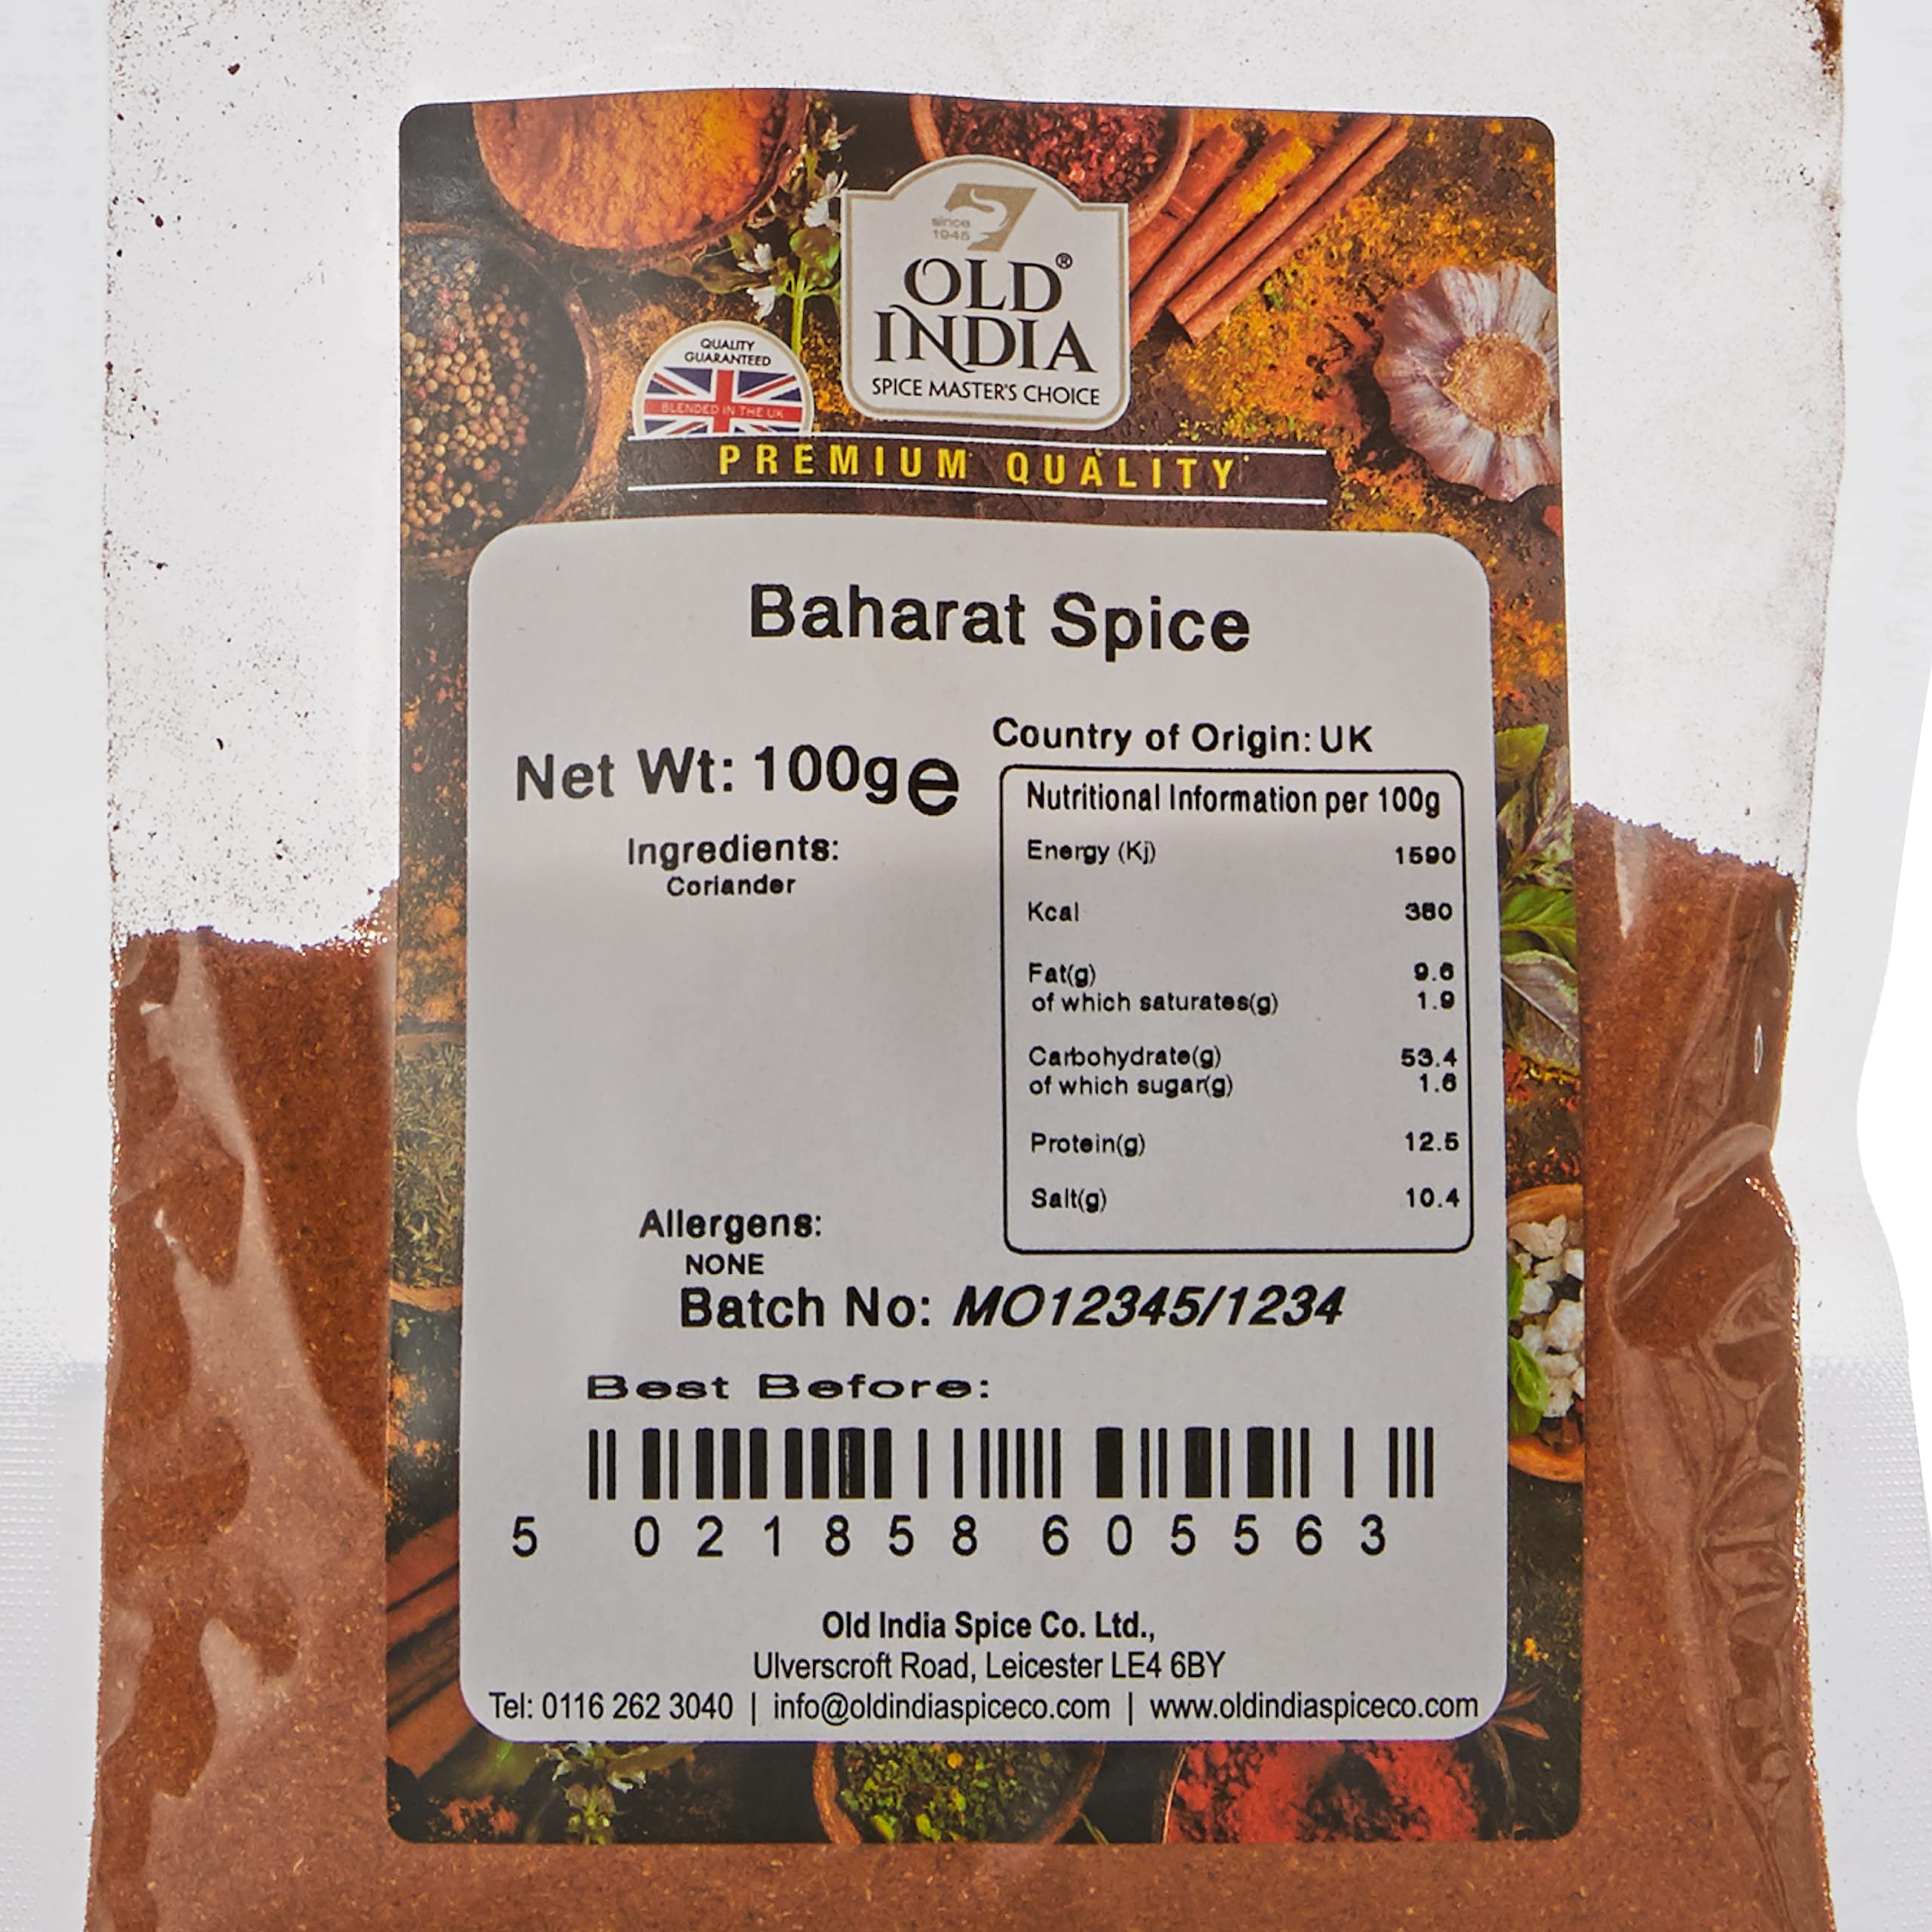 since
1945
OLD®
INDIA
SPICE MASTER'S CHOICE
QUALITY
GUARANTEED
BLENDED IN THE UK
PREMIUM QUALITY
Baharat Spice
Net Wt: 100g e
Ingredients:
Coriander
Country of Origin: UK
Nutritional Information per 100g
Energy (Kj) 1590
Kcal 380
Fat(g) 9.6
of which saturates(g) 1.9
Carbohydrate(g) 53.4
of which sugar(g) 1.6
Protein(g) 12.5
Salt(g) 10.4
Allergens:
NONE
Batch No: MO12345/1234
Best Before:
5 021858 605563
Old India Spice Co. Ltd.,
Ulverscroft Road, Leicester LE4 6BY
Tel: 0116 262 3040 | info@oldindiaspiceco.com | www.oldindiaspiceco.com